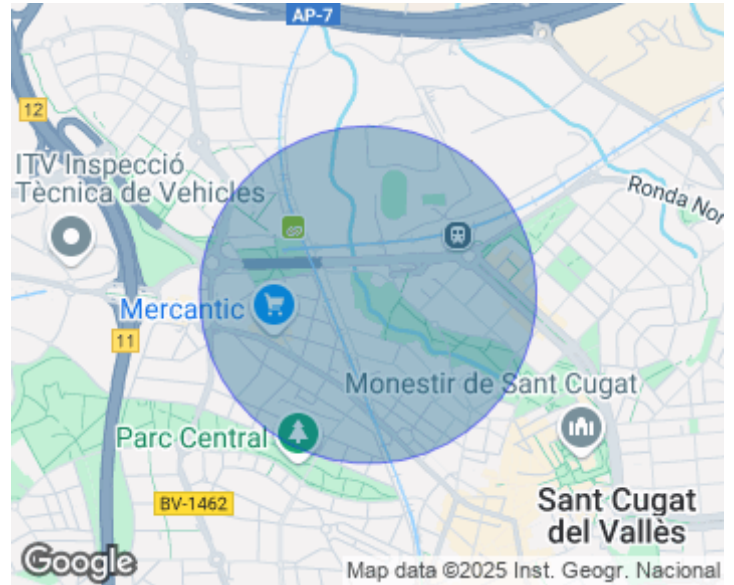 AP-7
12
ITV Inspecció
Tècnica de Vehicles
Ronda Nor
Mercantic
11
Monestir de Sant Cugat
Parc Central
BV-1462
Sant Cugat
del Vallès
Google
Map data ©2025 Inst. Geogr. Nacional